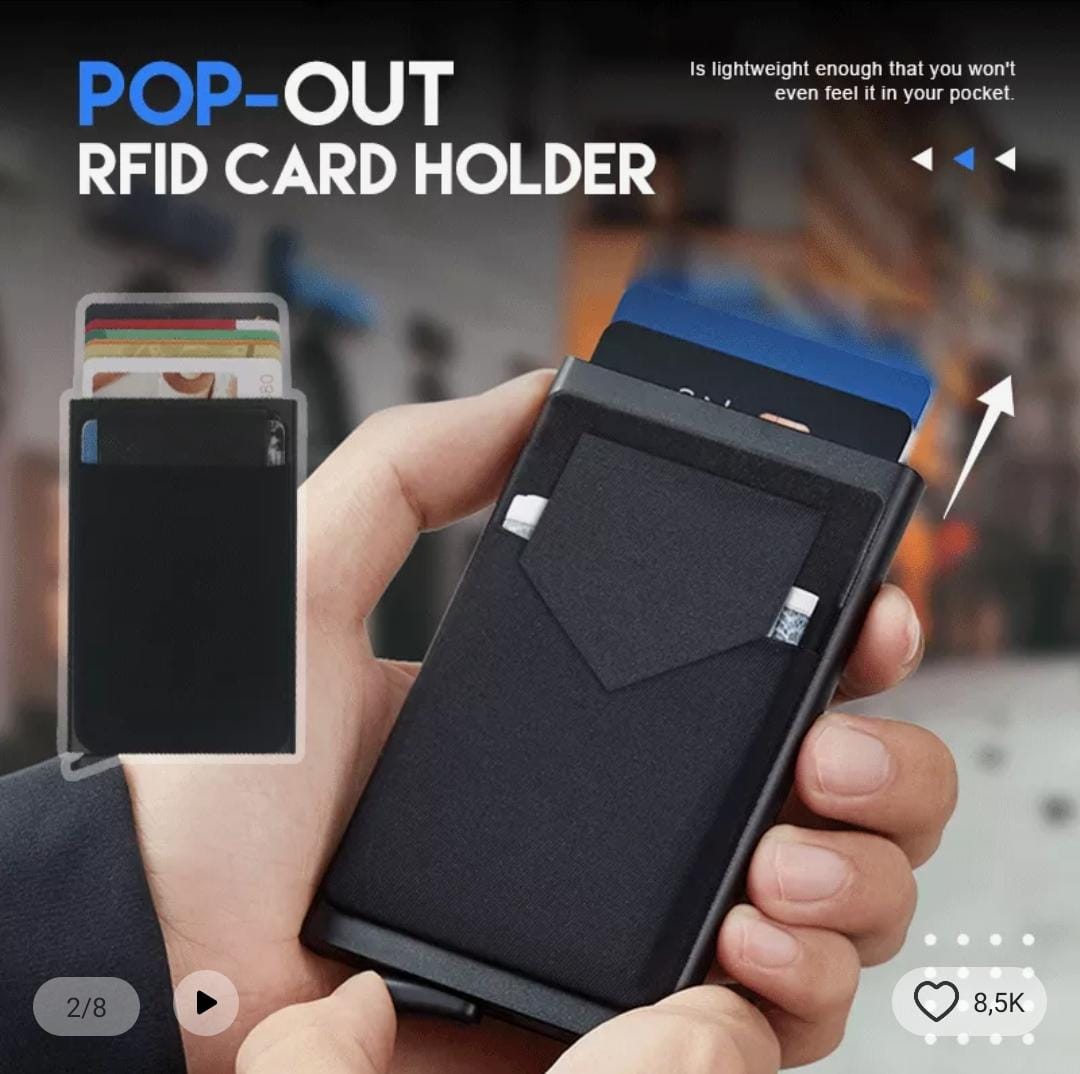 POP-OUT
RFID CARD HOLDER
Is lightweight enough that you won't
even feel it in your pocket.
2/8
8,5K